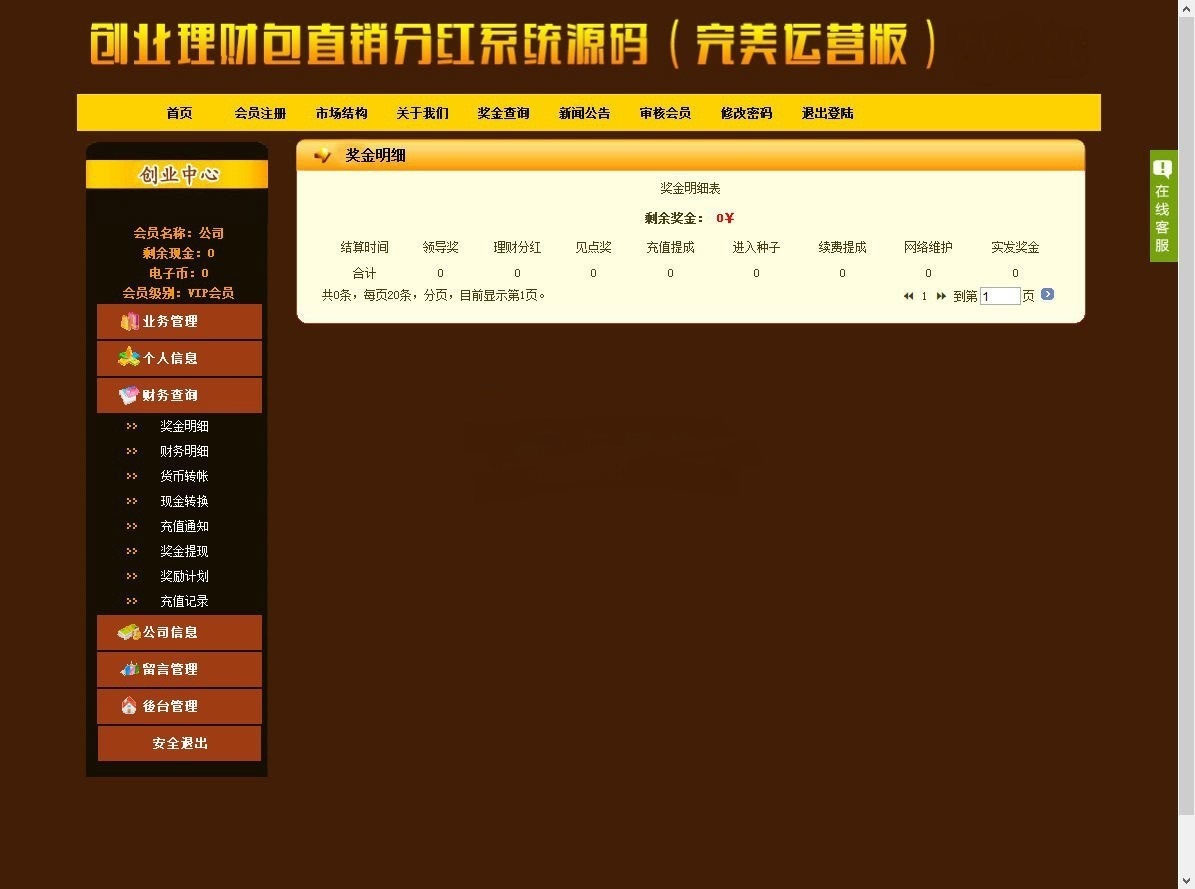 创业理财包直销分红系统源码（完美运营版）
首页 会员注册 市场结构 关于我们 奖金查询 新闻公告 审核会员 修改密码 退出登陆
创业中心
会员名称：公司
剩余现金：0
电子币：0
会员级别：VIP会员
业务管理
个人信息
财务查询
奖金明细
财务明细
货币转帐
现金转换
充值通知
奖金提现
奖励计划
充值记录
公司信息
留言管理
後台管理
安全退出
奖金明细
奖金明细表
剩余奖金： 0¥
结算时间 领导奖 理财分红 见点奖 充值提成 进入种子 续费提成 网络维护 实发奖金
合计 0 0 0 0 0 0 0 0
共0条，每页20条，分页，目前显示第1页。 1 到第 1 页
在线客服